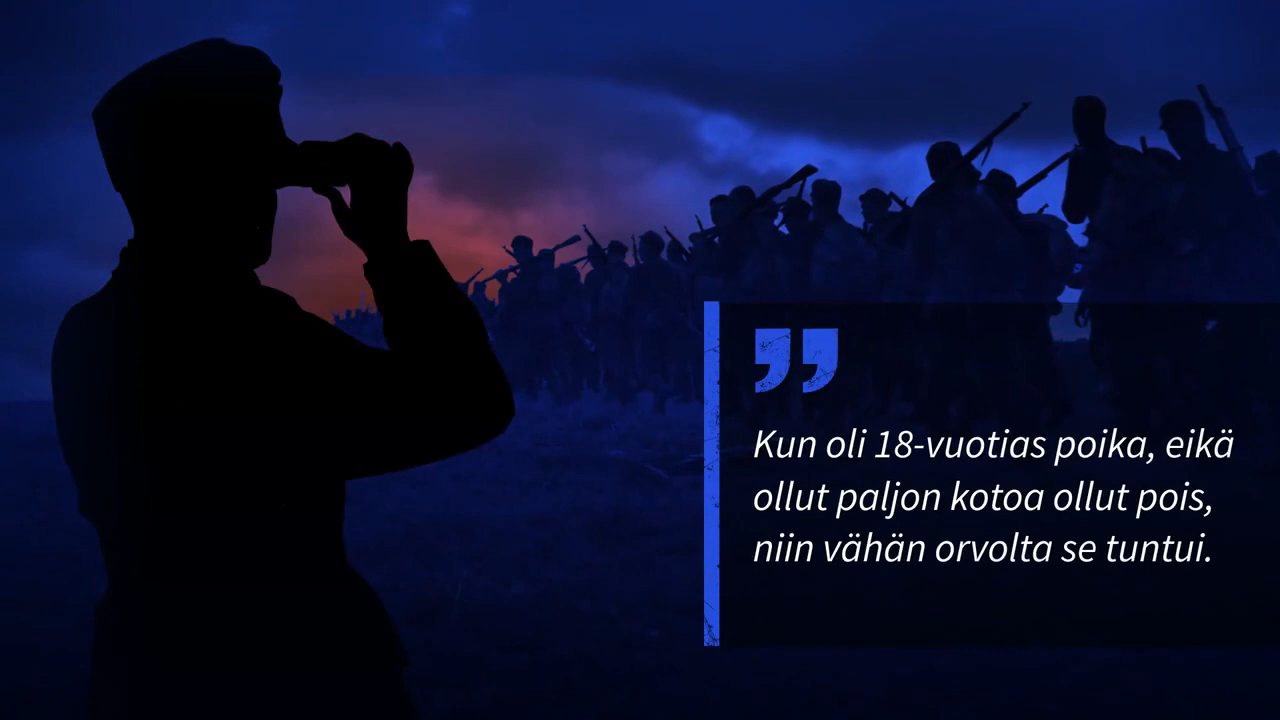 ”
Kun oli 18-vuotias poika, eikä
ollut paljon kotoa ollut pois,
niin vähän orvolta se tuntui.